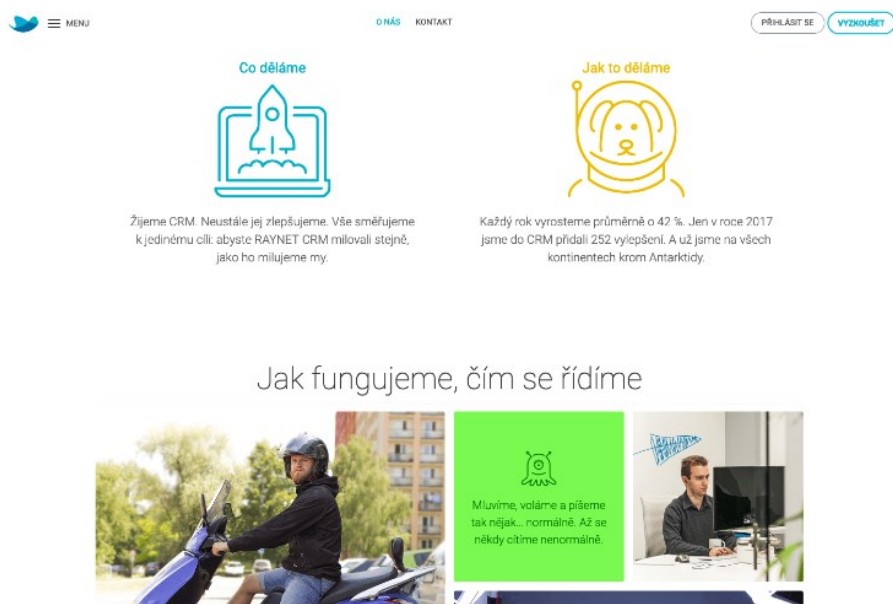 MENU
O NÁS
KONTAKT
PŘIHLÁSIT SE
VYZKOUŠET
Co děláme
Žijeme CRM. Neustále jej zlepšujeme. Vše směřujeme
k jedinému cíli: abyste RAYNET CRM milovali stejně,
jako ho milujeme my.
Jak to děláme
Každý rok vyrosteme průměrně o 42 %. Jen v roce 2017
jsme do CRM přidali 252 vylepšení. A už jsme na všech
kontinentech krom Antarktidy.
Jak fungujeme, čím se řídíme
Mluvíme, voláme a píšeme
tak nějak... normálně. Až se
někdy cítíme nenormálně.